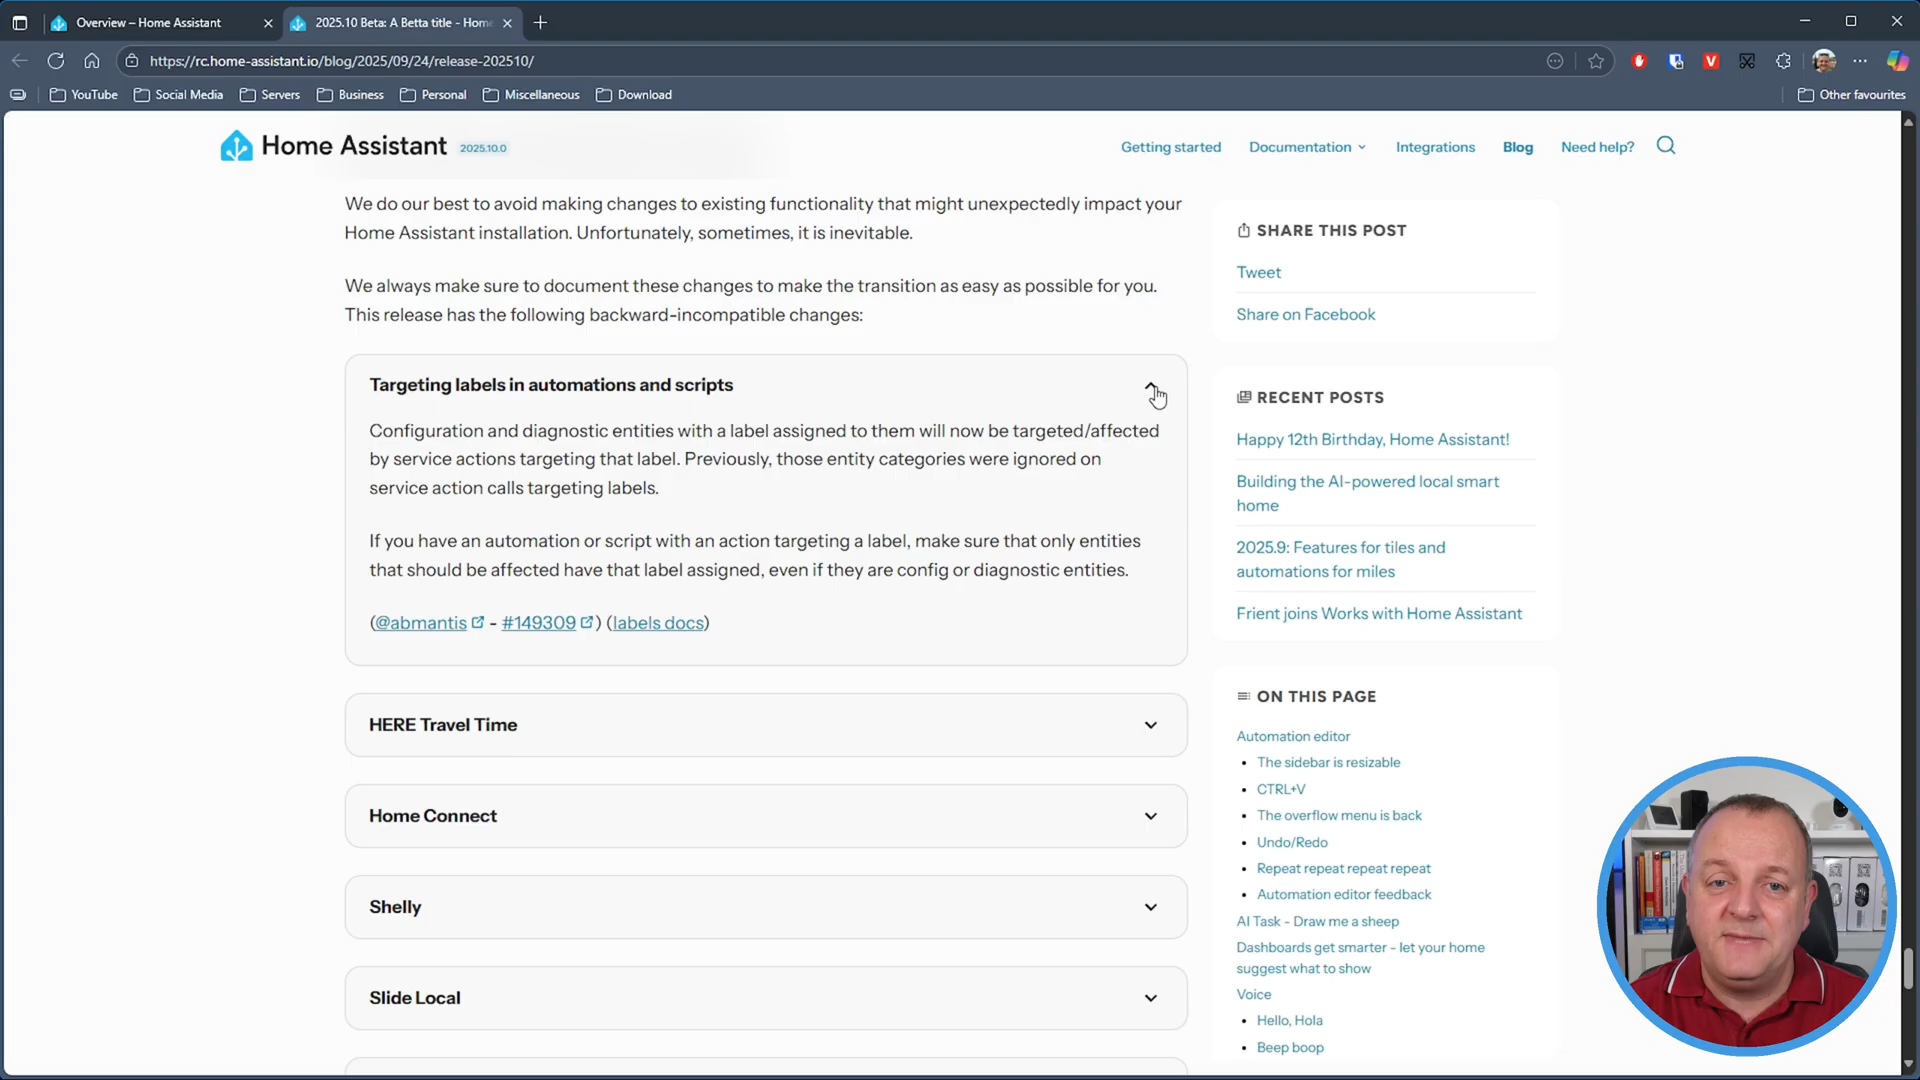 Overview – Home Assistant
2025.10 Beta: A Betta title - Home
https://rc.home-assistant.io/blog/2025/09/24/release-202510/
YouTube
Social Media
Servers
Business
Personal
Miscellaneous
Download
Other favourites
Home Assistant 2025.10.0
Getting started
Documentation
Integrations
Blog
Need help?
We do our best to avoid making changes to existing functionality that might unexpectedly impact your
Home Assistant installation. Unfortunately, sometimes, it is inevitable.
We always make sure to document these changes to make the transition as easy as possible for you.
This release has the following backward-incompatible changes:
Targeting labels in automations and scripts
Configuration and diagnostic entities with a label assigned to them will now be targeted/affected
by service actions targeting that label. Previously, those entity categories were ignored on
service action calls targeting labels.
If you have an automation or script with an action targeting a label, make sure that only entities
that should be affected have that label assigned, even if they are config or diagnostic entities.
(@abmantis - #149309) (labels docs)
HERE Travel Time
Home Connect
Shelly
Slide Local
SHARE THIS POST
Tweet
Share on Facebook
RECENT POSTS
Happy 12th Birthday, Home Assistant!
Building the AI-powered local smart
home
2025.9: Features for tiles and
automations for miles
Frient joins Works with Home Assistant
ON THIS PAGE
Automation editor
• The sidebar is resizable
• CTRL+V
• The overflow menu is back
• Undo/Redo
• Repeat repeat repeat repeat
• Automation editor feedback
AI Task - Draw me a sheep
Dashboards get smarter - let your home
suggest what to show
Voice
• Hello, Hola
• Beep boop